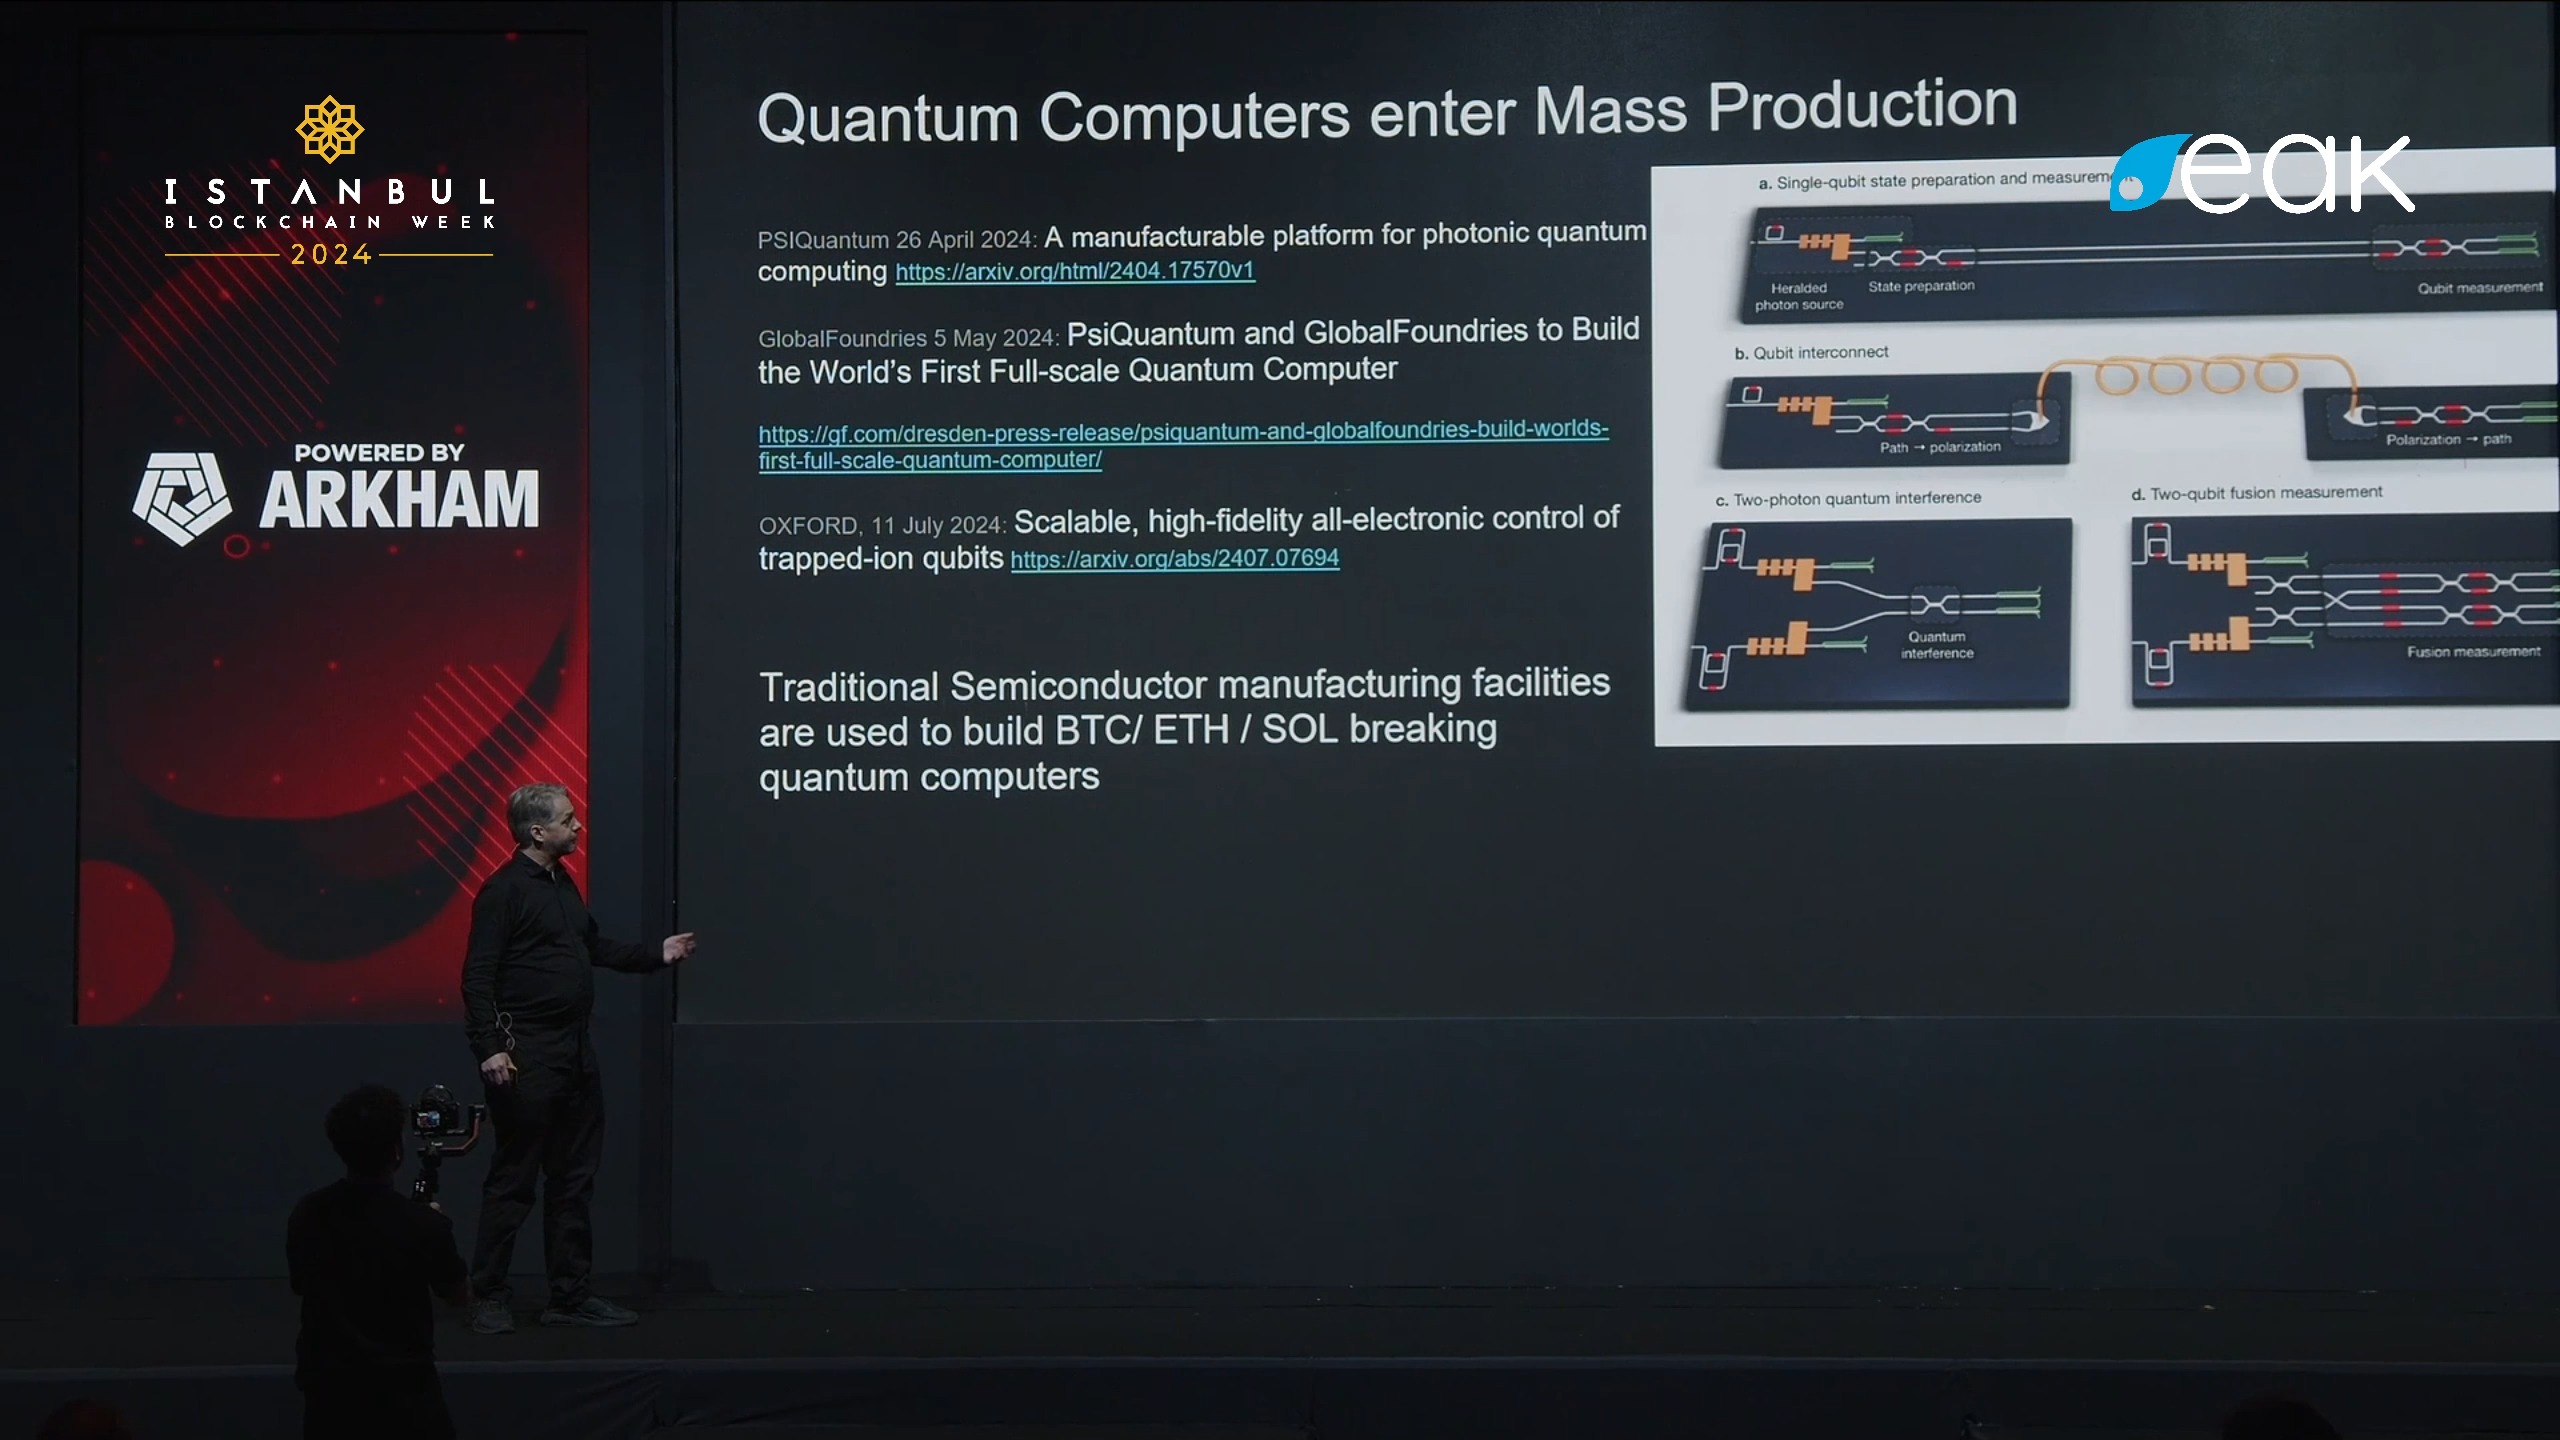 ISTANBUL
BLOCKCHAIN WEEK
2024
POWERED BY
ARKHAM
Quantum Computers enter Mass Production
eak
PSIQuantum 26 April 2024: A manufacturable platform for photonic quantum
computing https://arxiv.org/html/2404.17570v1
GlobalFoundries 5 May 2024: PsiQuantum and GlobalFoundries to Build
the World's First Full-scale Quantum Computer
https://gf.com/dresden-press-release/psiquantum-and-globalfoundries-build-worlds-
first-full-scale-quantum-computer/
OXFORD, 11 July 2024: Scalable, high-fidelity all-electronic control of
trapped-ion qubits https://arxiv.org/abs/2407.07694
Traditional Semiconductor manufacturing facilities
are used to build BTC/ ETH / SOL breaking
quantum computers
a. Single-qubit state preparation and
Heralded
photon source
State preparation
Qubit measurement
b. Qubit interconnect
Path → polarization
Polarization → path
c. Two-photon quantum interference
Quantum
interference
d. Two-qubit fusion measurement
Fusion measurement